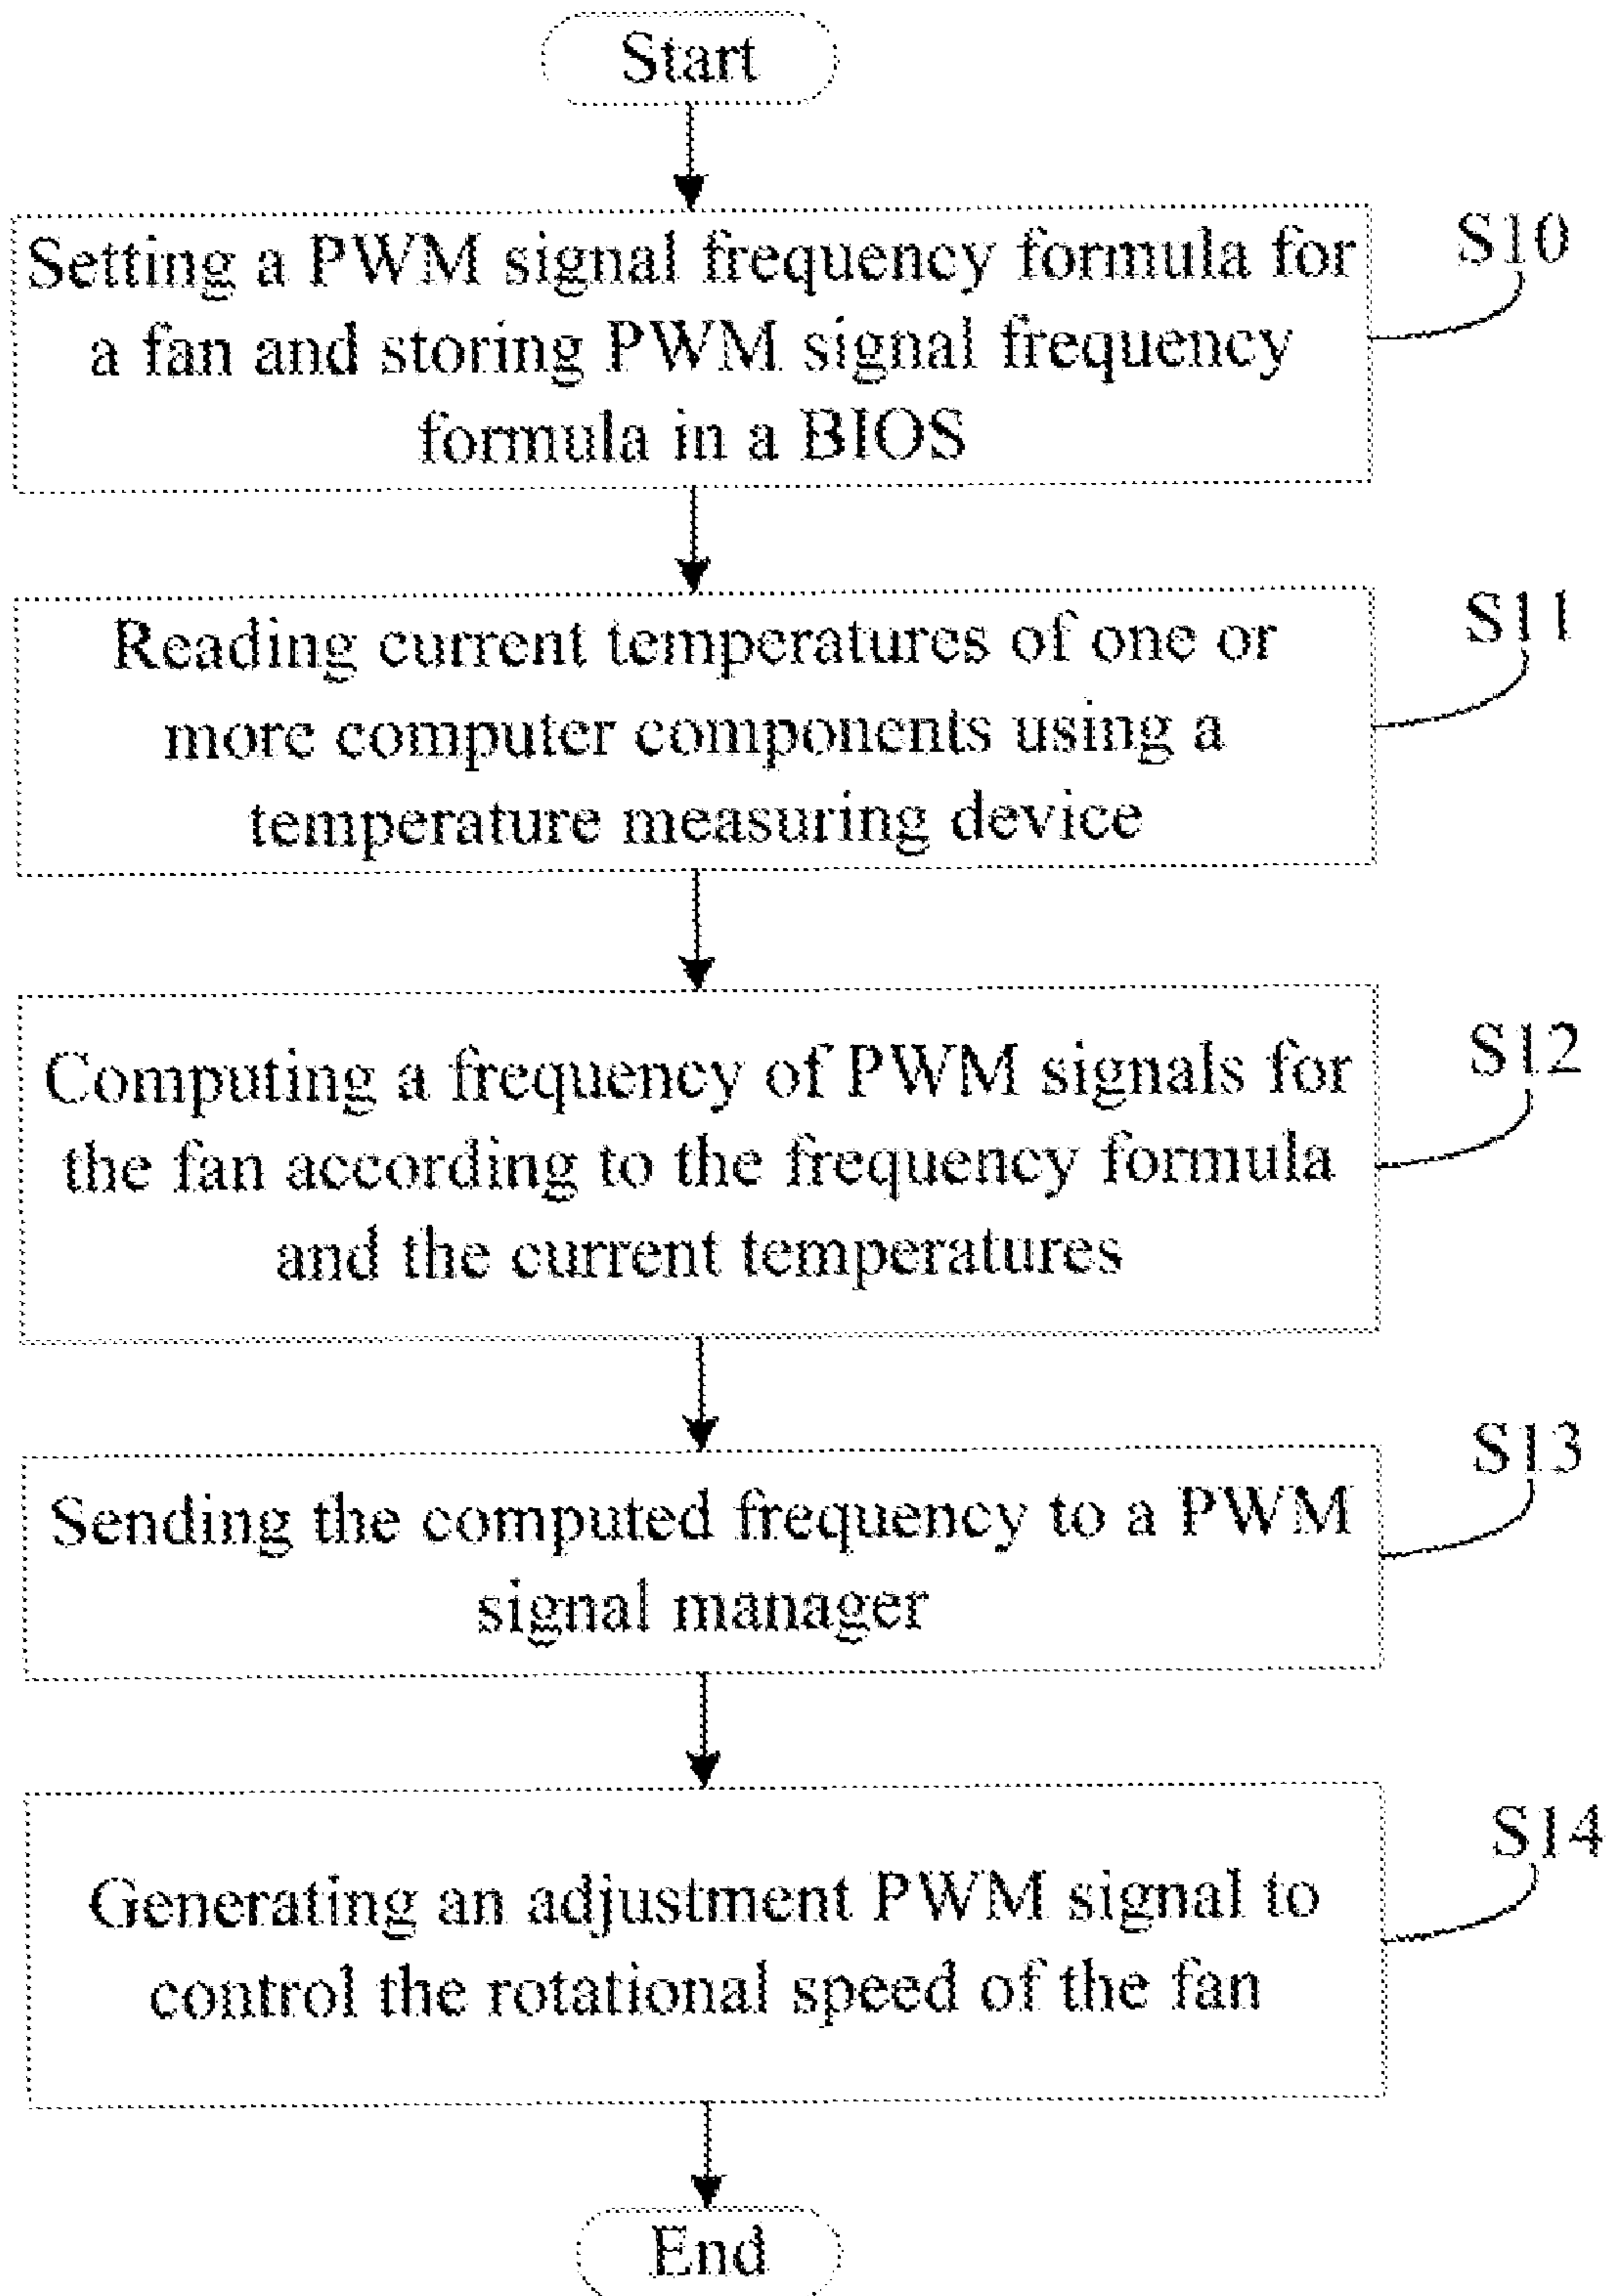 Start
Setting a PWM signal frequency formula for
a fan and storing PWM signal frequency
formula in a BIOS
S10
Reading current temperatures of one or
more computer components using a
temperature measuring device
S11
Computing a frequency of PWM signals for
the fan according to the frequency formula
and the current temperatures
S12
Sending the computed frequency to a PWM
signal manager
S13
Generating an adjustment PWM signal to
control the rotational speed of the fan
S14
End